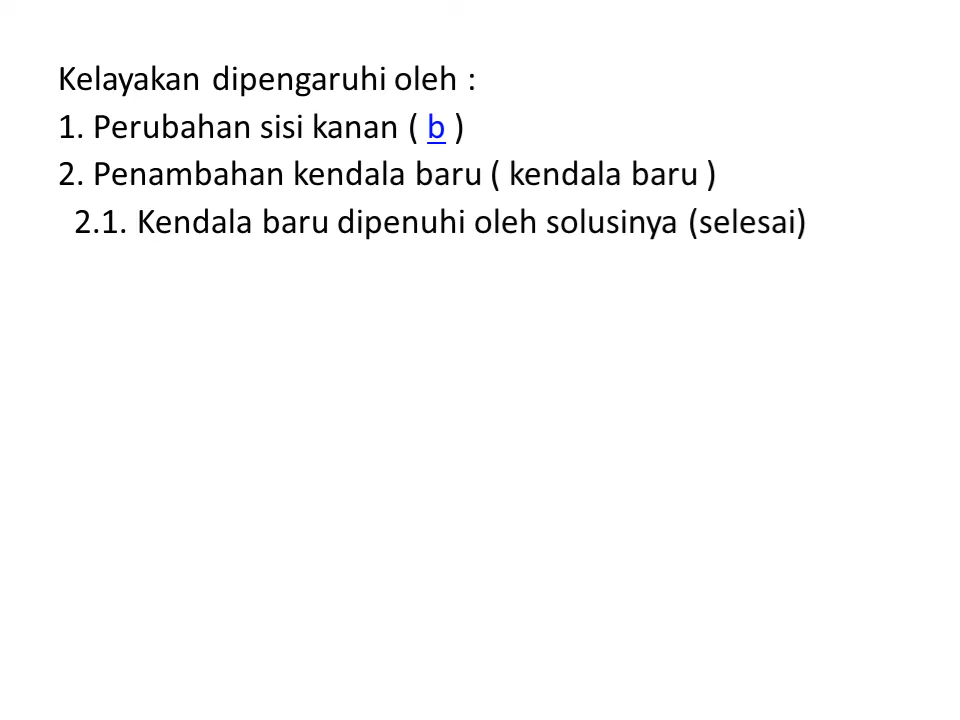 Kelayakan dipengaruhi oleh :
1. Perubahan sisi kanan ( b )
2. Penambahan kendala baru ( kendala baru )
2.1. Kendala baru dipenuhi oleh solusinya (selesai)